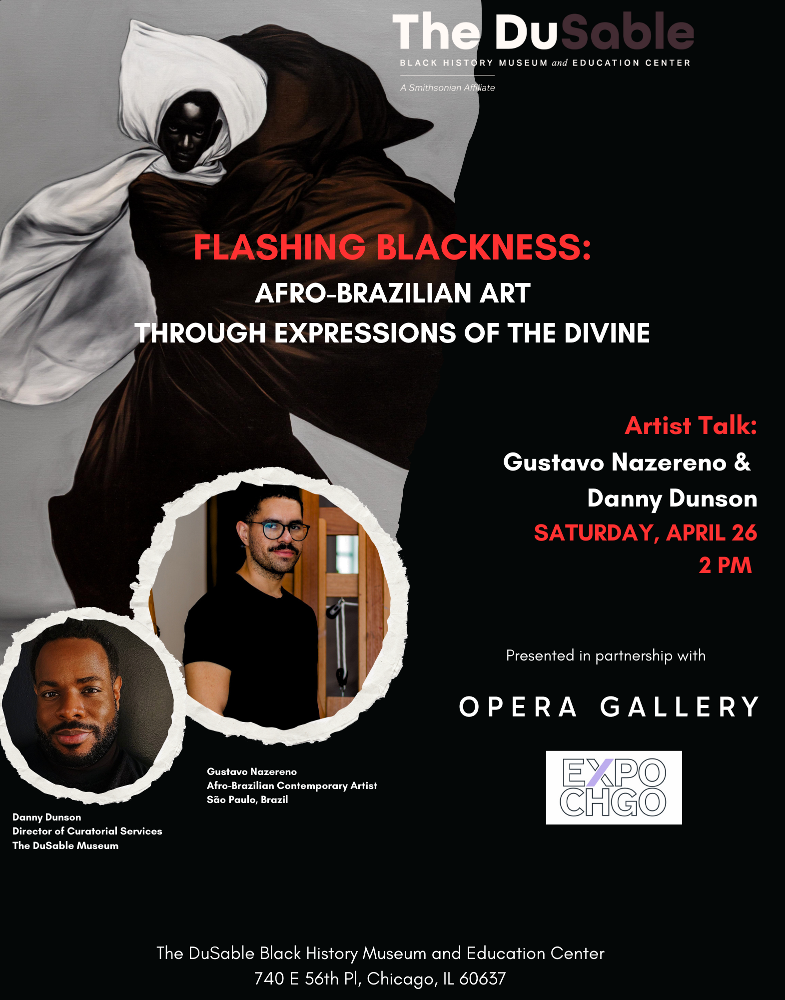 The DuSable
BLACK HISTORY MUSEUM and EDUCATION CENTER
A Smithsonian Affiliate
FLASHING BLACKNESS:
AFRO-BRAZILIAN ART
THROUGH EXPRESSIONS OF THE DIVINE
Artist Talk:
Gustavo Nazereno &
Danny Dunson
SATURDAY, APRIL 26
2 PM
Presented in partnership with
OPERA GALLERY
EXPO
CHGO
Gustavo Nazereno
Afro-Brazilian Contemporary Artist
São Paulo, Brazil
Danny Dunson
Director of Curatorial Services
The DuSable Museum
The DuSable Black History Museum and Education Center
740 E 56th Pl, Chicago, IL 60637